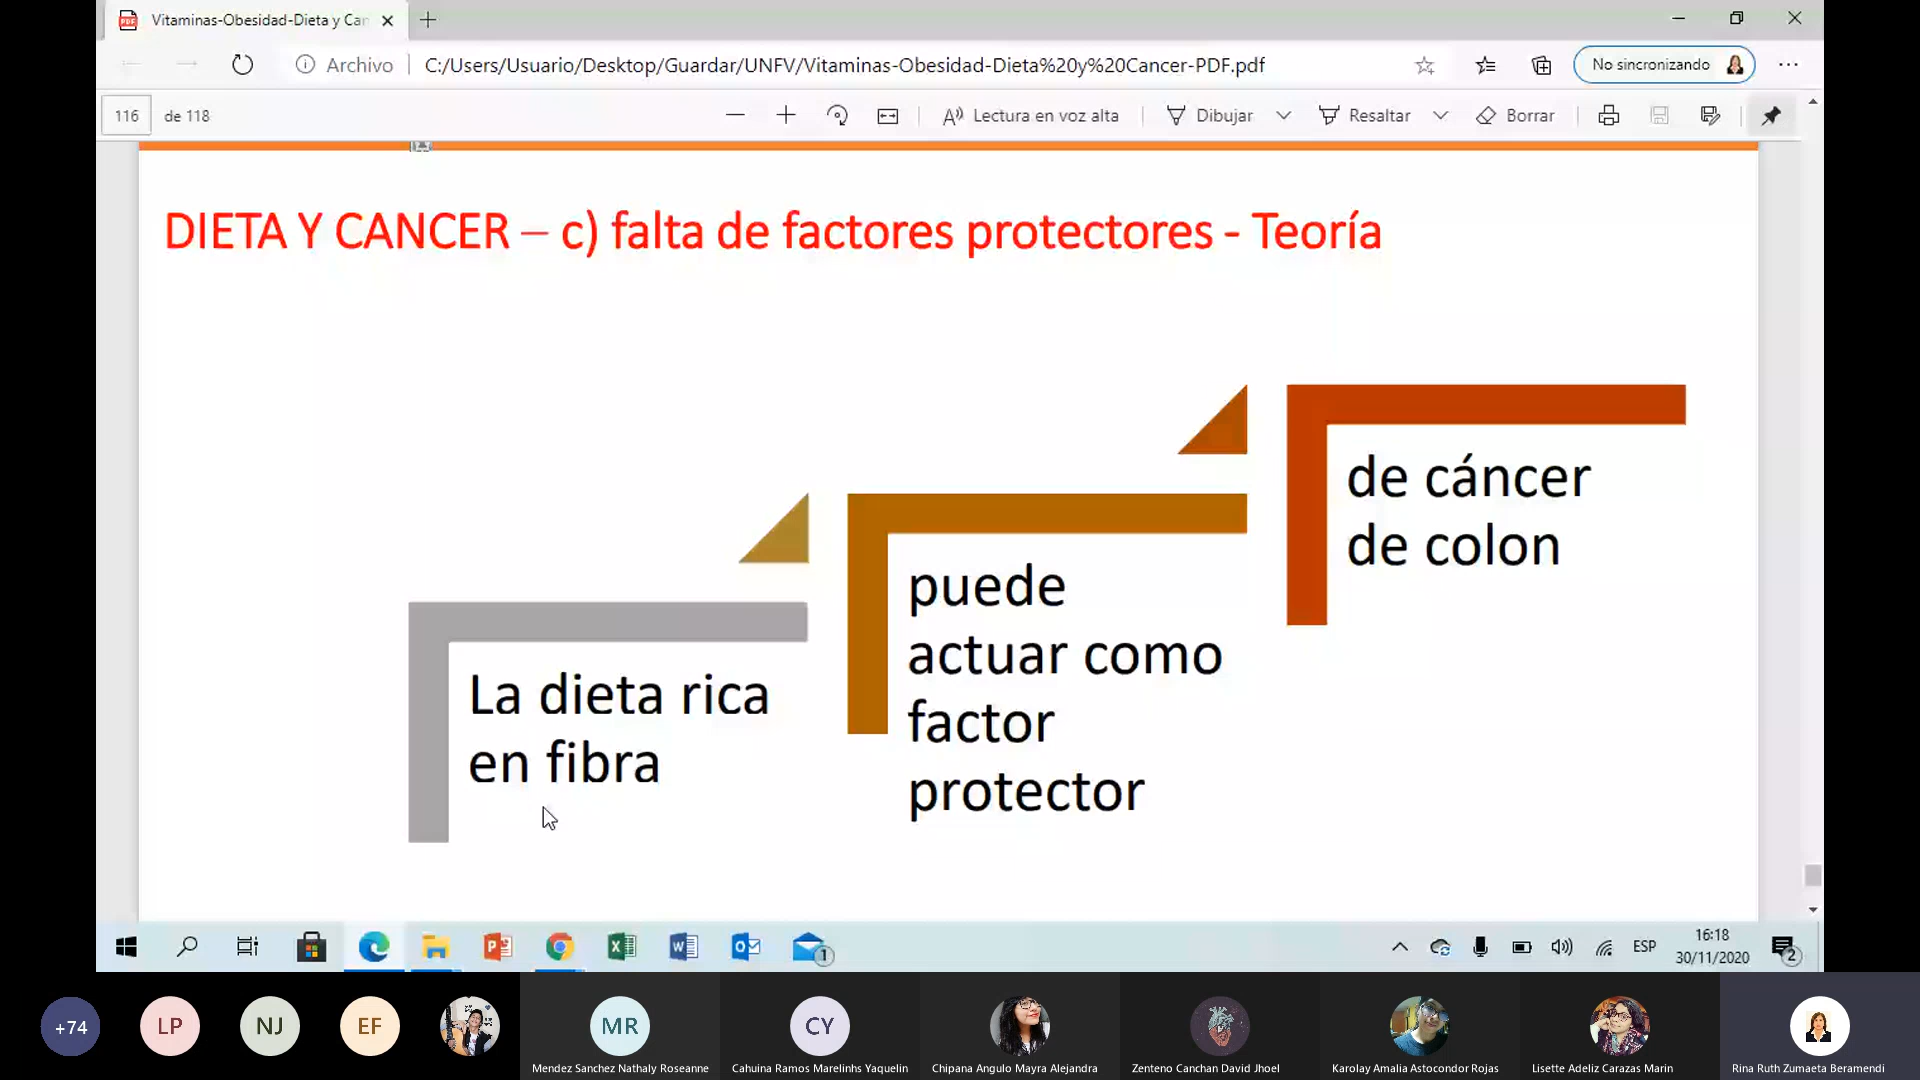 Vitaminas-Obesidad-Dieta y Can
Archivo
C:/Users/Usuario/Desktop/Guardar/UNFV/Vitaminas-Obesidad-Dieta%20y%20Cancer-PDF.pdf
No sincronizando
116 de 118
Lectura en voz alta
Dibujar
Resaltar
Borrar
DIETA Y CANCER – c) falta de factores protectores - Teoría
La dieta rica
en fibra
puede
actuar como
factor
protector
de cáncer
de colon
1
ESP
16:18
30/11/2020
2
+74
LP
NJ
EF
MR
CY
Mendez Sanchez Nathaly Roseanne
Cahuina Ramos Marelinhs Yaquelin
Chipana Angulo Mayra Alejandra
Zenteno Canchan David Jhoel
Karolay Amalia Astocondor Rojas
Lisette Adeliz Carazas Marin
Rina Ruth Zumaeta Beramendi